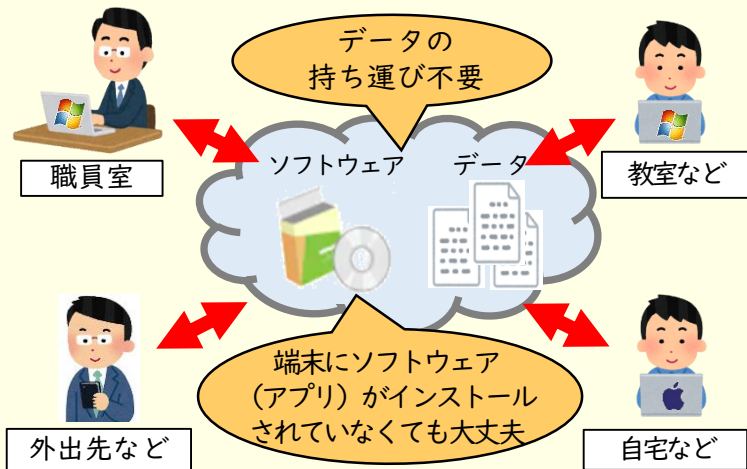 データの
持ち運び不要
ソフトウェア
データ
職員室
教室など
端末にソフトウェア
(アプリ)がインストール
されていなくても大丈夫
外出先など
自宅など